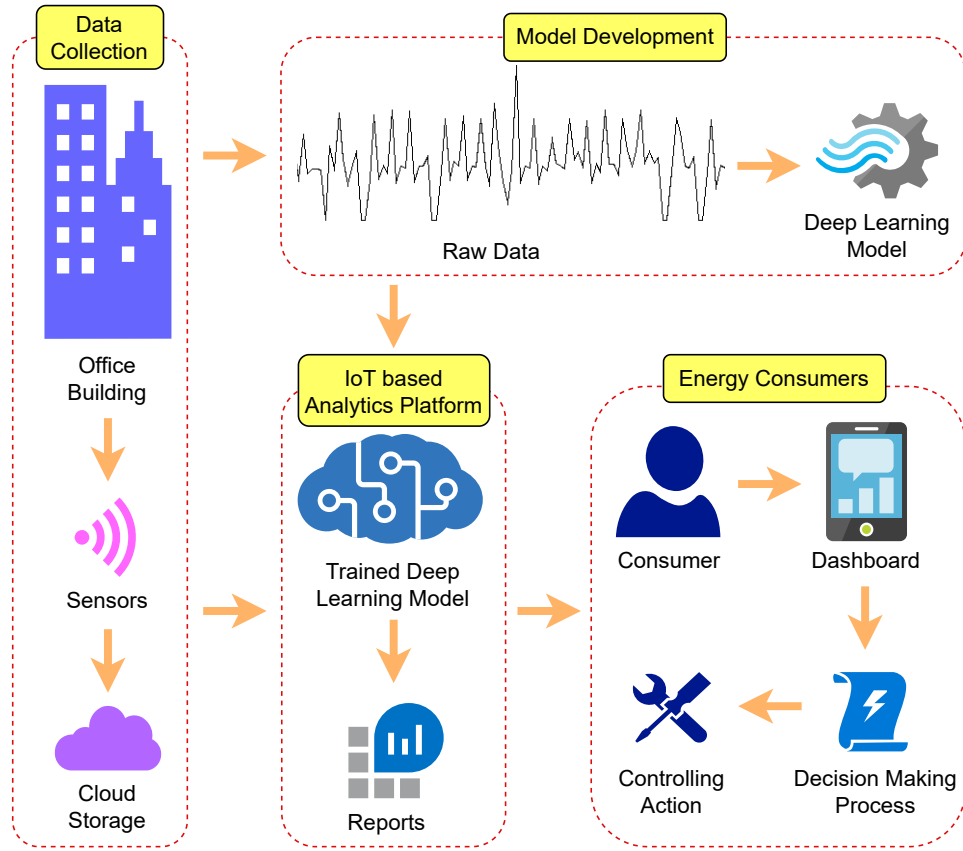 Data
Collection
Office
Building
Sensors
Cloud
Storage
Model Development
Raw Data
Deep Learning
Model
IoT based
Analytics Platform
Trained Deep
Learning Model
Reports
Energy Consumers
Consumer
Dashboard
Controlling
Action
Decision Making
Process